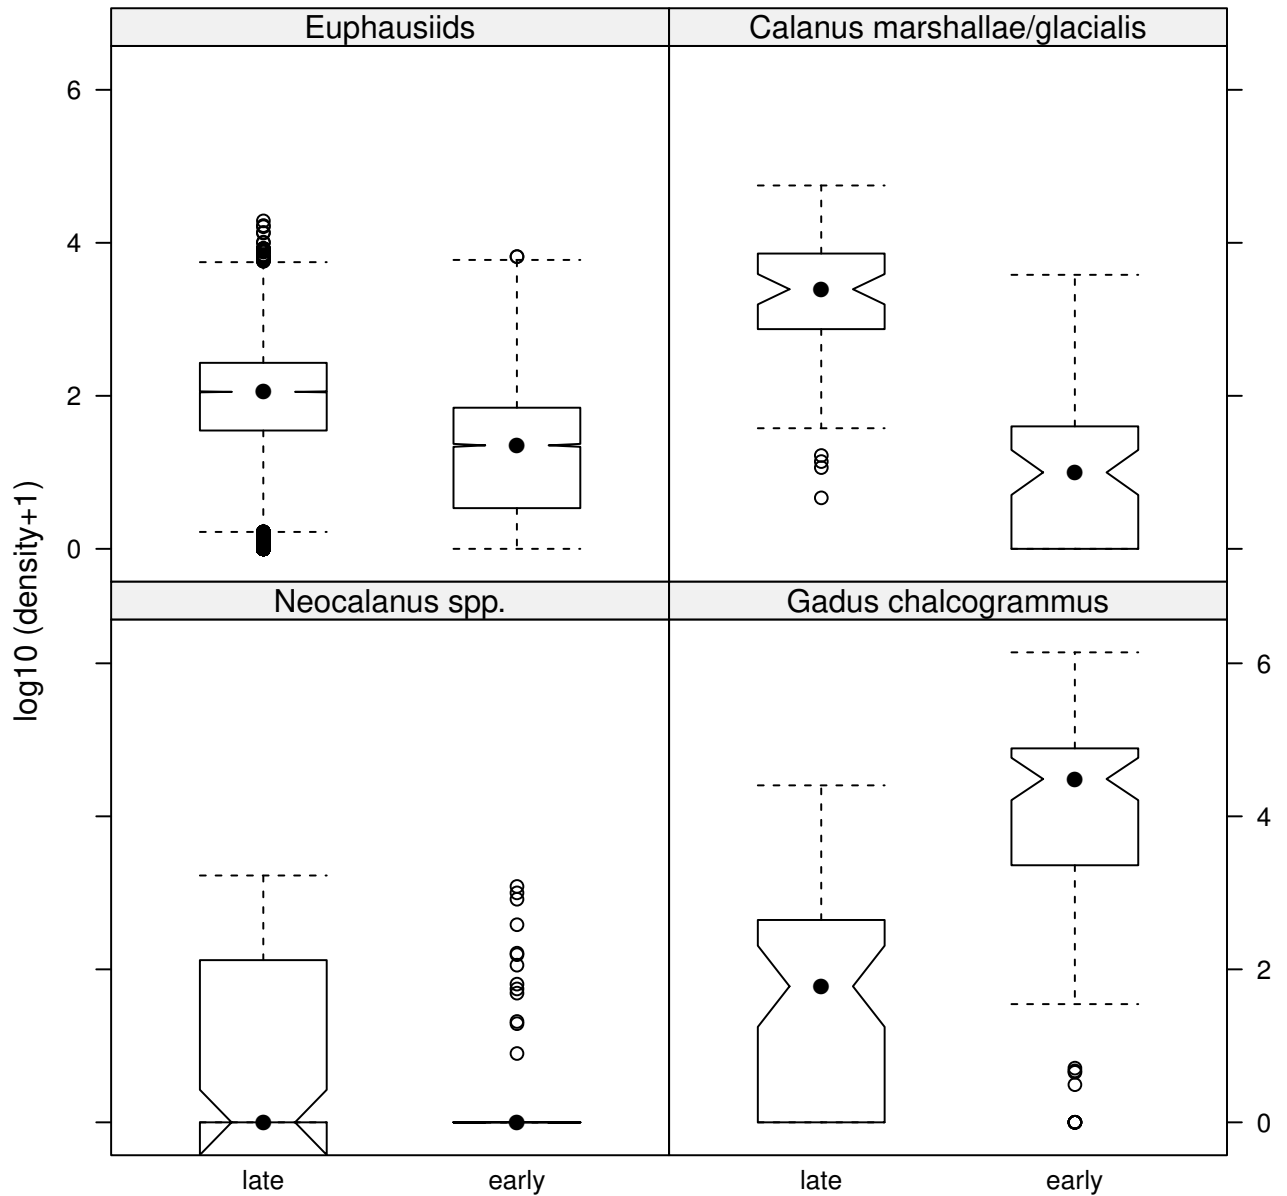 Euphausiids
Calanus marshallae/glacialis
6
4
2
0
log10 (density+1)
Neocalanus spp.
Gadus chalcogrammus
6
4
2
0
late
early
late
early